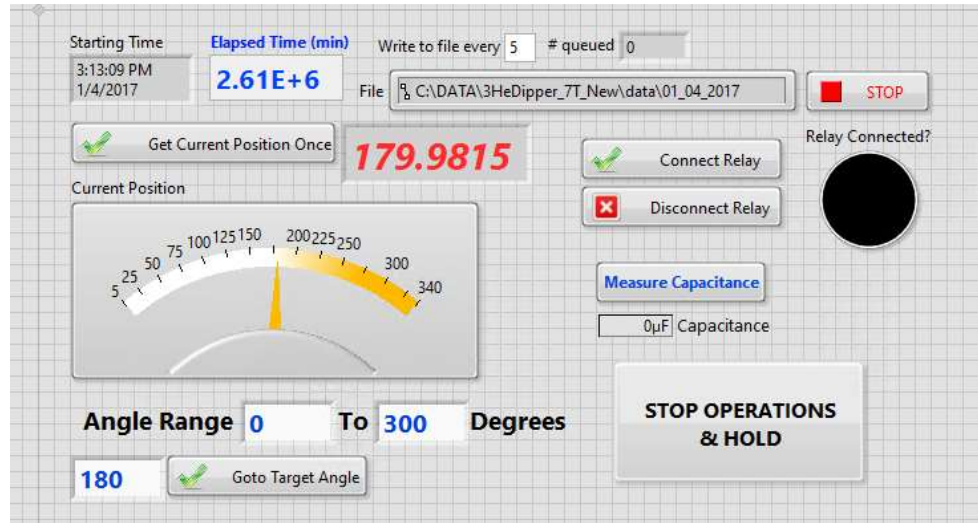 Starting Time
Elapsed Time (min)
Write to file every 5
# queued 0
3:13:09 PM
1/4/2017
2.61E+6
File C:\DATA\3HeDipper_7T_New\data\01_04_2017
STOP
Get Current Position Once
179.9815
Connect Relay
Relay Connected?
Disconnect Relay
Current Position
5 25 50 75 100 125 150 200 225 250 300 340
Measure Capacitance
0µF Capacitance
Angle Range 0 To 300 Degrees
STOP OPERATIONS
& HOLD
180
Goto Target Angle